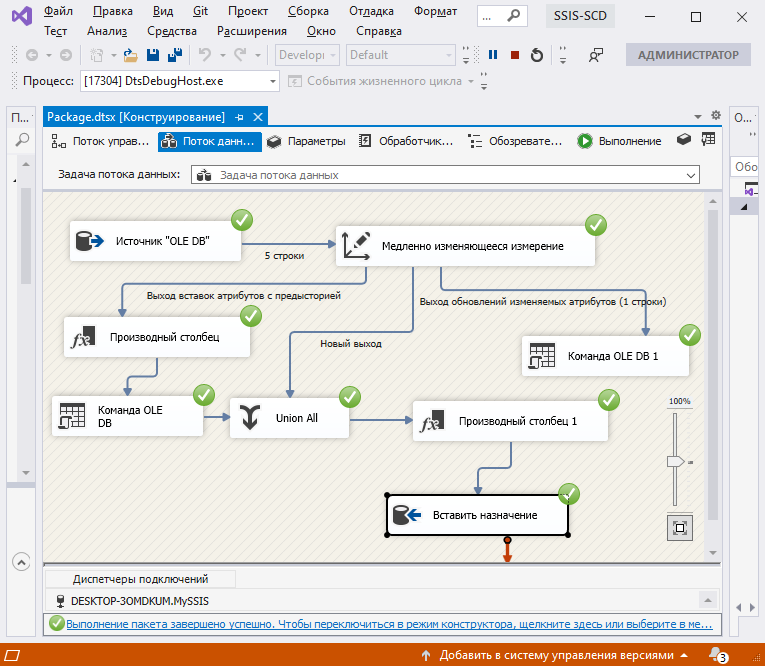 Файл Правка Вид Git Проект Сборка Отладка Формат
... SSIS-SCD
Тест Анализ Средства Расширения Окно Справка
Developi Default АДМИНИСТРАТОР
Процесс: [17304] DtsDebugHost.exe События жизненного цикла
П... Package.dtsx [Конструирование] О...
Поток управ... Поток данн... Параметры Обработчик... Обозревате... Выполнение
Задача потока данных: Задача потока данных
Обо
Источник "OLE DB"
5 строки
Медленно изменяющееся измерение
Выход вставок атрибутов с предысторией
Выход обновлений изменяемых атрибутов (1 строки)
Производный столбец
Новый выход
Команда OLE DB 1
Команда OLE
DB
Union All
Производный столбец 1
100%
Вставить назначение
Диспетчеры подключений
DESKTOP-3OMDKUM.MySSIS
Выполнение пакета завершено успешно. Чтобы переключиться в режим конструктора, щелкните здесь или выберите в ме...
Добавить в систему управления версиями 3